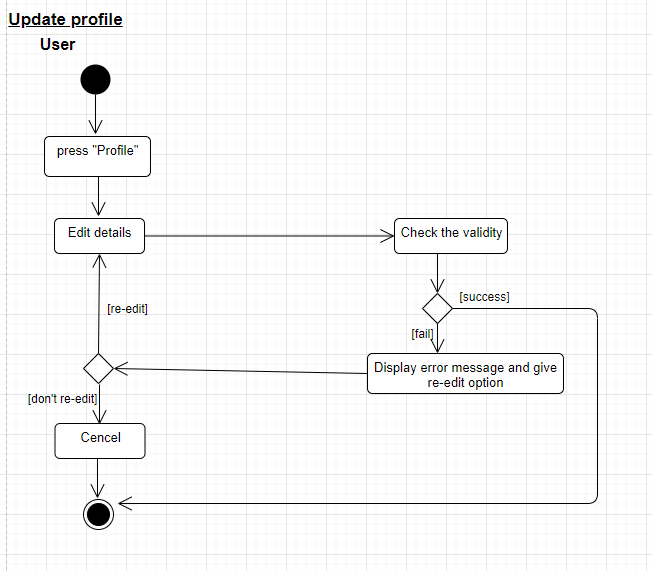 Update profile
User
press "Profile"
Edit details
Check the validity
[success]
[re-edit]
[fail]
Display error message and give
re-edit option
[don't re-edit]
Cencel